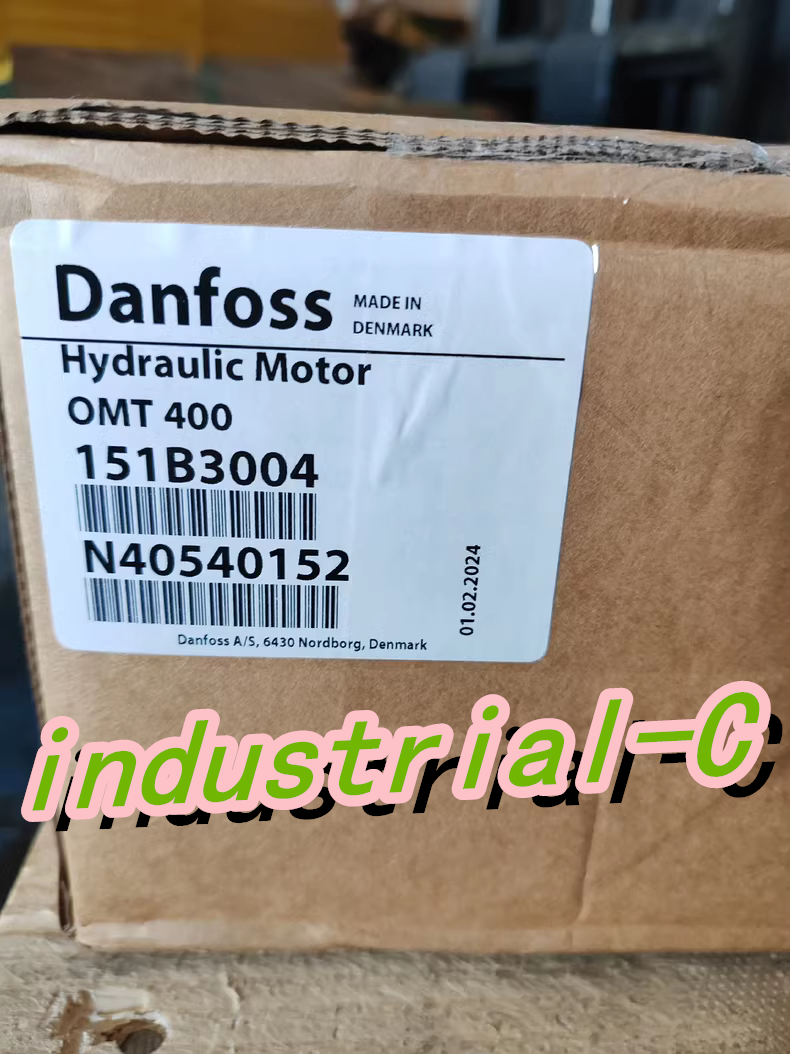 Danfoss
MADE IN
DENMARK
Hydraulic Motor
OMT 400
151B3004
N40540152
01.02.2024
Danfoss A/S, 6430 Nordborg, Denmark
industrial-C